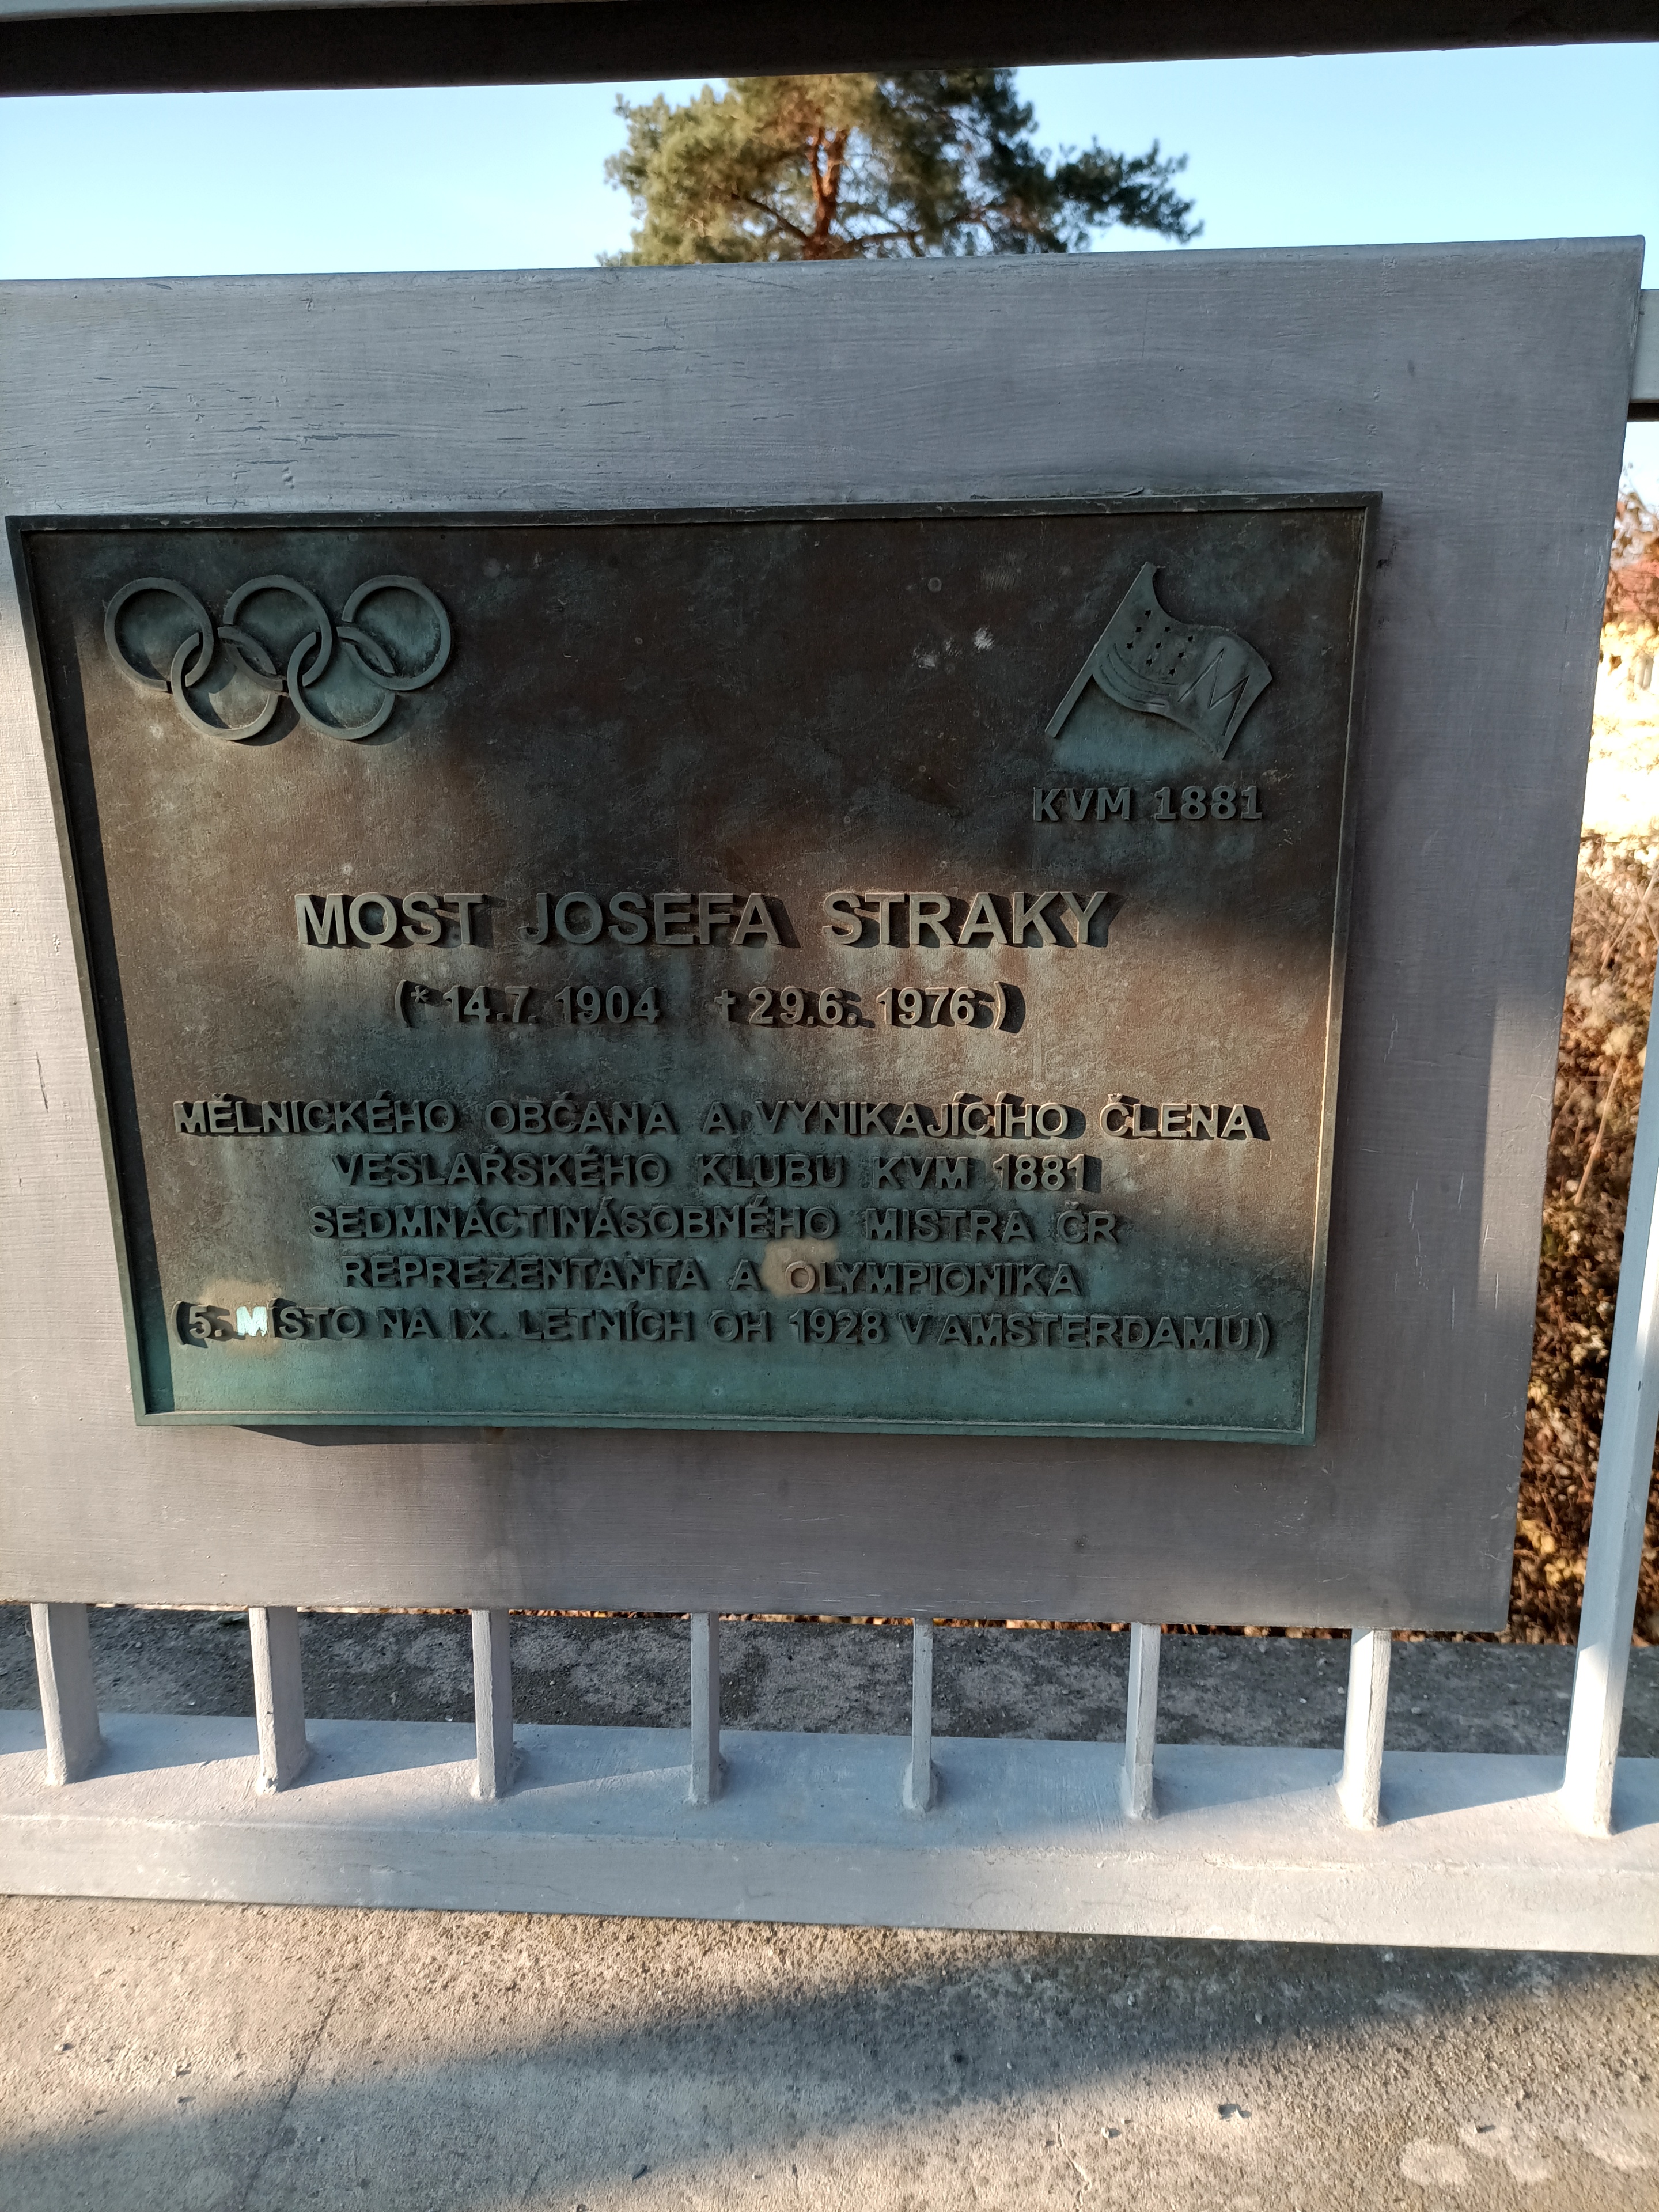 M
KVM 1881
MOST JOSEFA STRAKY
(* 14.7. 1904 † 29.6. 1976)
MĚLNICKÉHO OBČANA A VYNIKAJÍCÍHO ČLENA
VESLAŘSKÉHO KLUBU KVM 1881
SEDMNÁCTINÁSOBNÉHO MISTRA ČR
REPREZENTANTA A OLYMPIONIKA
(5. MÍSTO NA IX. LETNÍCH OH 1928 V AMSTERDAMU)